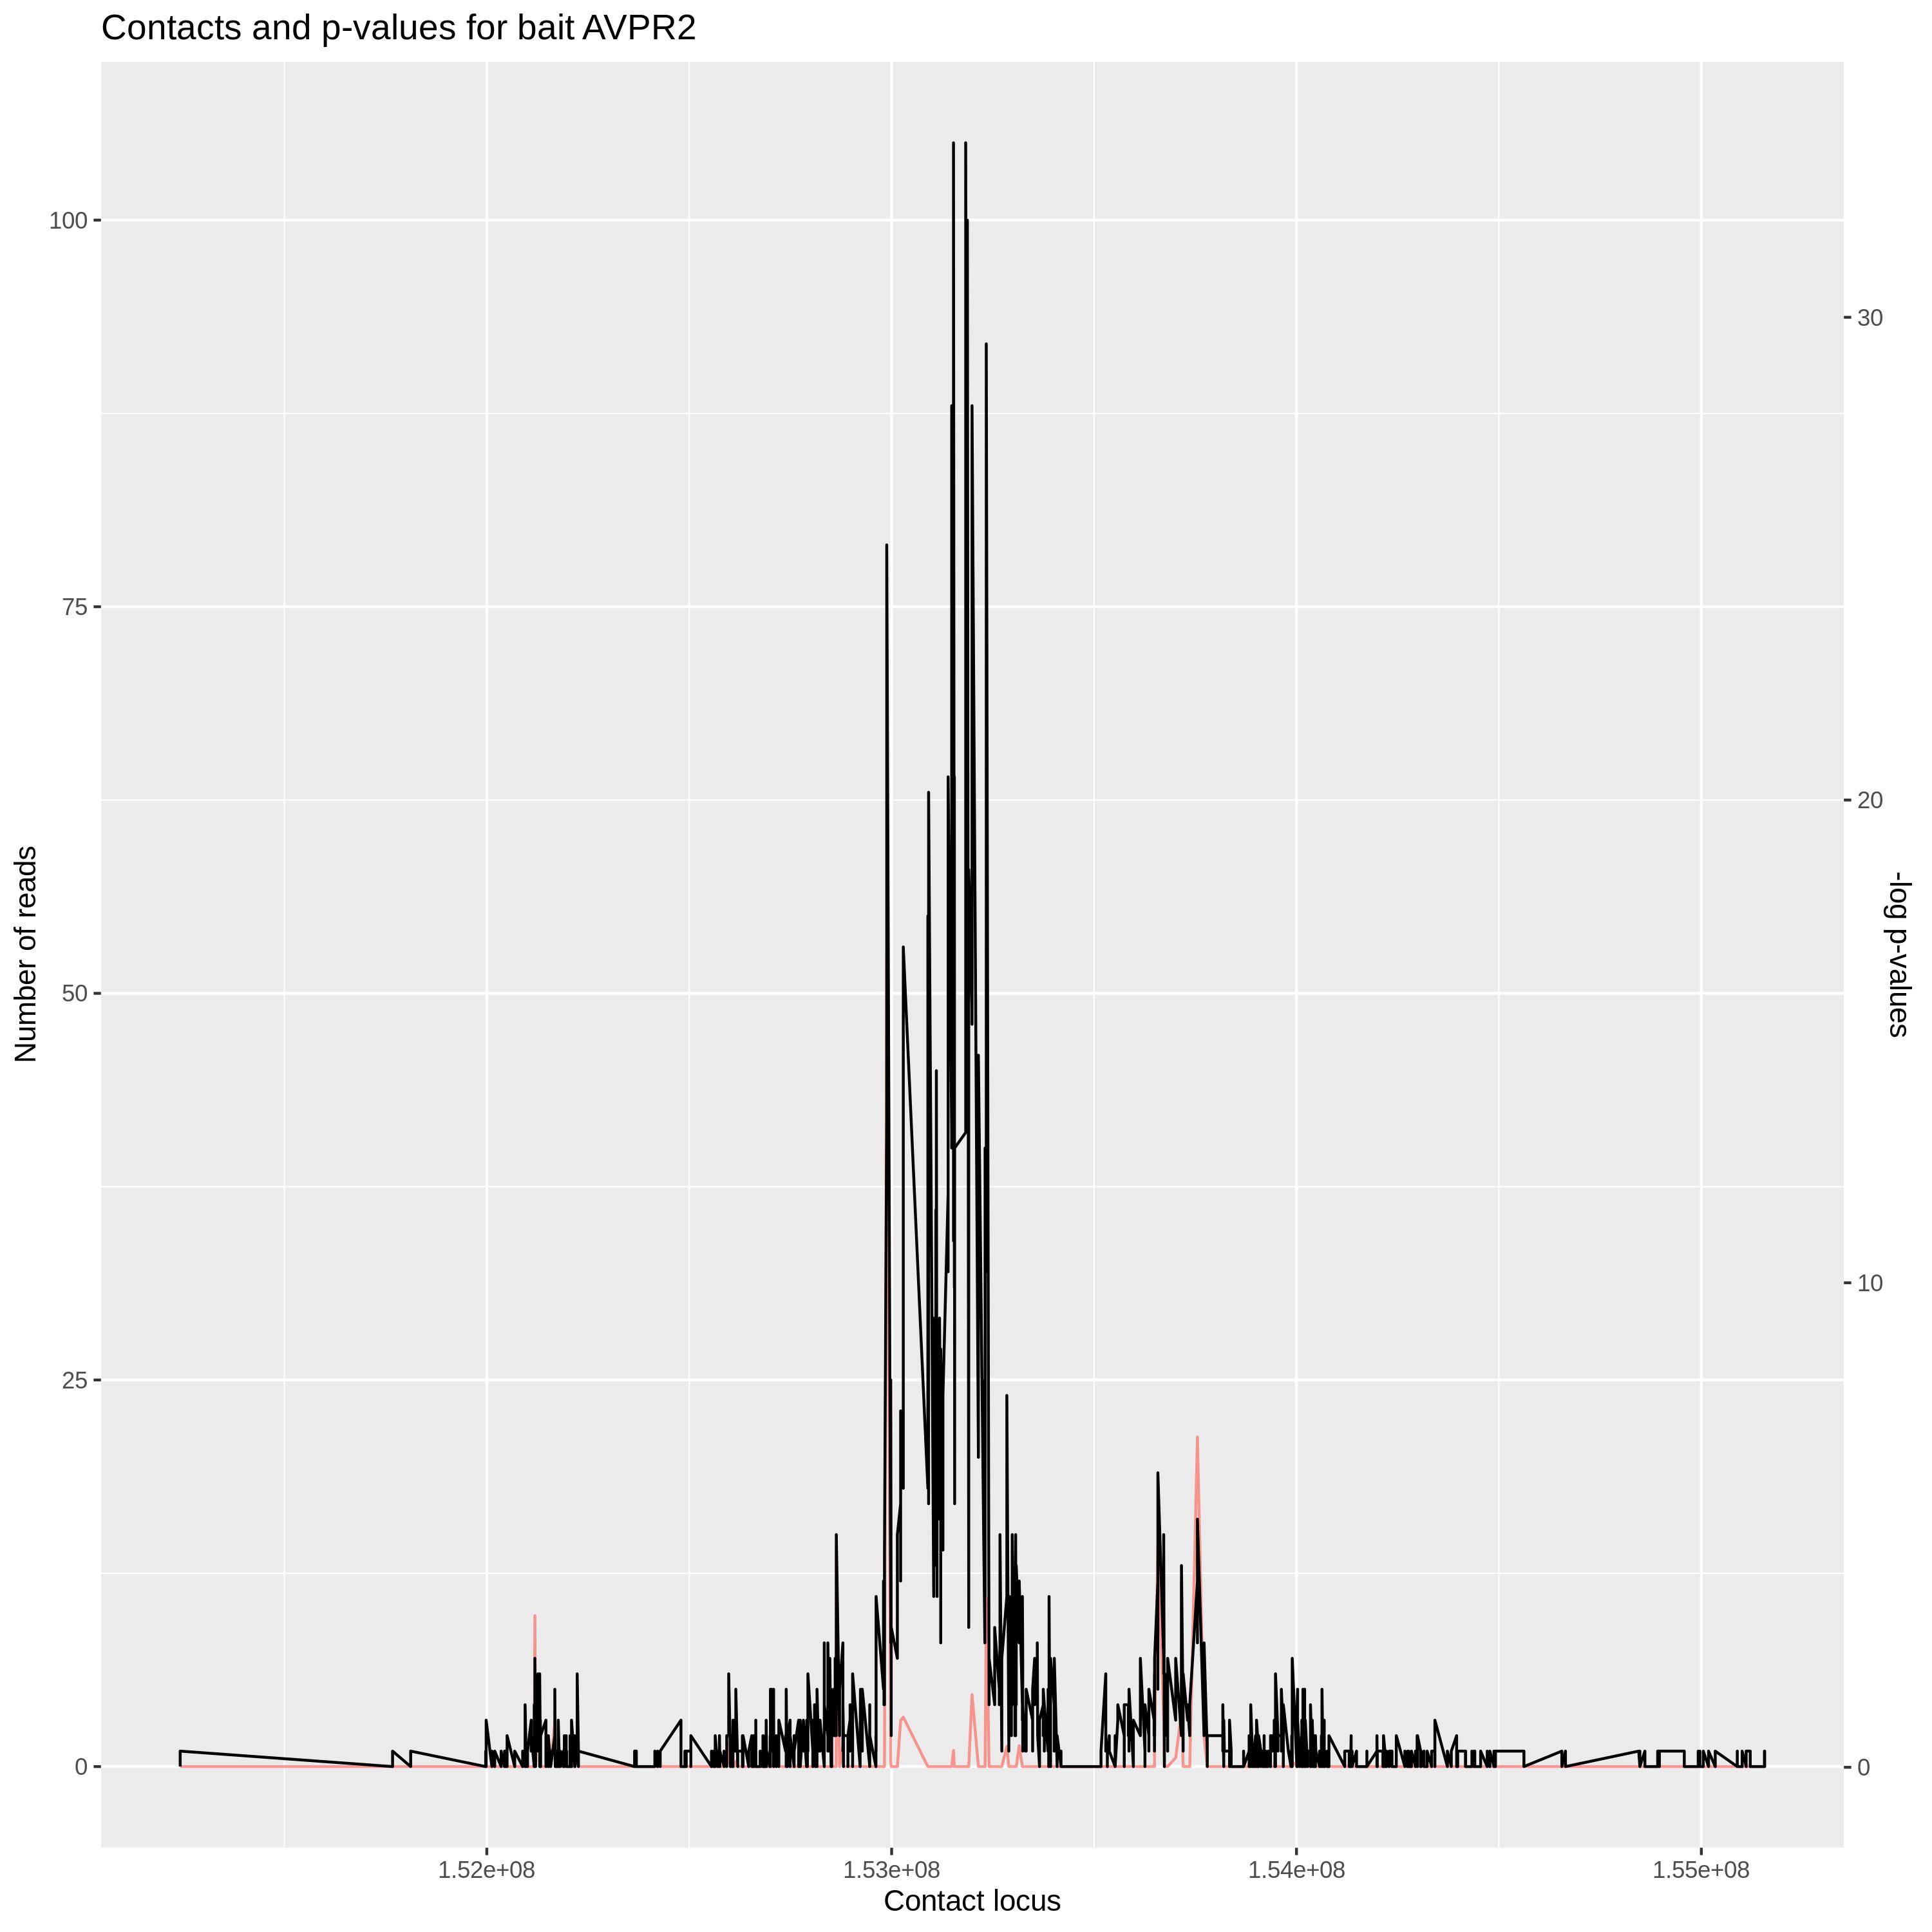 Contacts and p-values for bait AVPR2
100
75
50
25
0
30
20
10
0
Number of reads
-log p-values
1.52e+08
1.53e+08
1.54e+08
1.55e+08
Contact locus